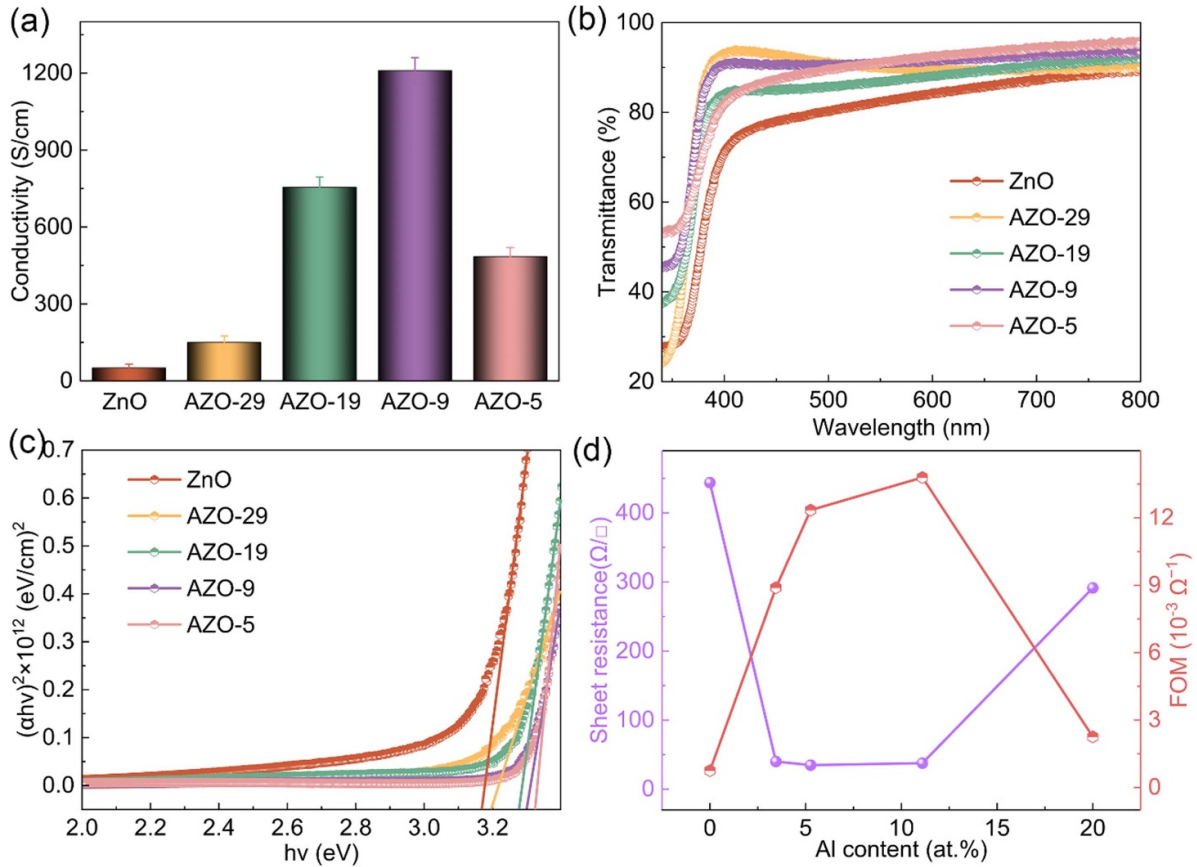 (a)
Conductivity (S/cm)
1200
900
600
300
0
ZnO AZO-29 AZO-19 AZO-9 AZO-5
(b)
Transmittance (%)
100
80
60
40
20
ZnO
AZO-29
AZO-19
AZO-9
AZO-5
400 500 600 700 800
Wavelength (nm)
(c)
(αhν)²×10¹² (eV/cm)²
0.7
0.6
0.5
0.4
0.3
0.2
0.1
0.0
ZnO
AZO-29
AZO-19
AZO-9
AZO-5
2.0 2.2 2.4 2.6 2.8 3.0 3.2
hν (eV)
(d)
Sheet resistance(Ω/□)
400
300
200
100
0
12
9
6
3
0
FOM (10⁻³ Ω⁻¹)
0 5 10 15 20
Al content (at.%)